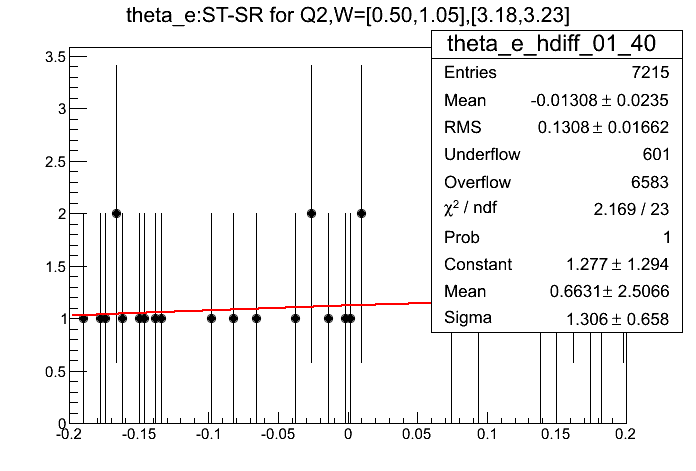 theta_e:ST-SR for Q2,W=[0.50,1.05],[3.18,3.23]
theta_e_hdiff_01_40
Entries 7215
Mean -0.01308 ± 0.0235
RMS 0.1308 ± 0.01662
Underflow 601
Overflow 6583
χ² / ndf 2.169 / 23
Prob 1
Constant 1.277 ± 1.294
Mean 0.6631 ± 2.5066
Sigma 1.306 ± 0.658
3.5
3
2.5
2
1.5
1
0.5
0
-0.2 -0.15 -0.1 -0.05 0 0.05 0.1 0.15 0.2